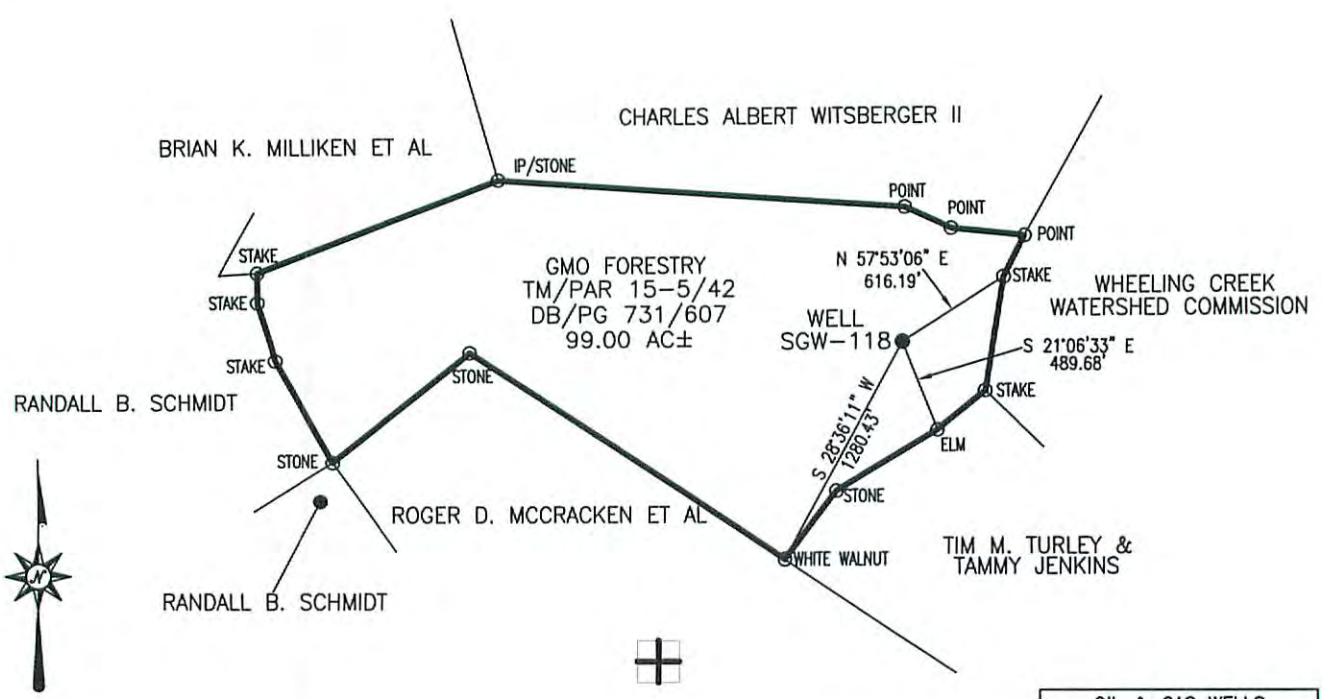 CHARLES ALBERT WITSBERGER II
BRIAN K. MILLIKEN ET AL
IP/STONE
POINT
POINT
POINT
STAKE
STAKE
STAKE
GMO FORESTRY
TM/PAR 15-5/42
DB/PG 731/607
99.00 AC±
N 57°53'06" E
616.19'
STAKE
WHEELING CREEK
WATERSHED COMMISSION
WELL
SGW-118
S 21°06'33" E
489.68'
STONE
STAKE
RANDALL B. SCHMIDT
S 28°36'11" W
1280.43'
ELM
STONE
STONE
ROGER D. MCCRACKEN ET AL
WHITE WALNUT
TIM M. TURLEY &
TAMMY JENKINS
N
RANDALL B. SCHMIDT